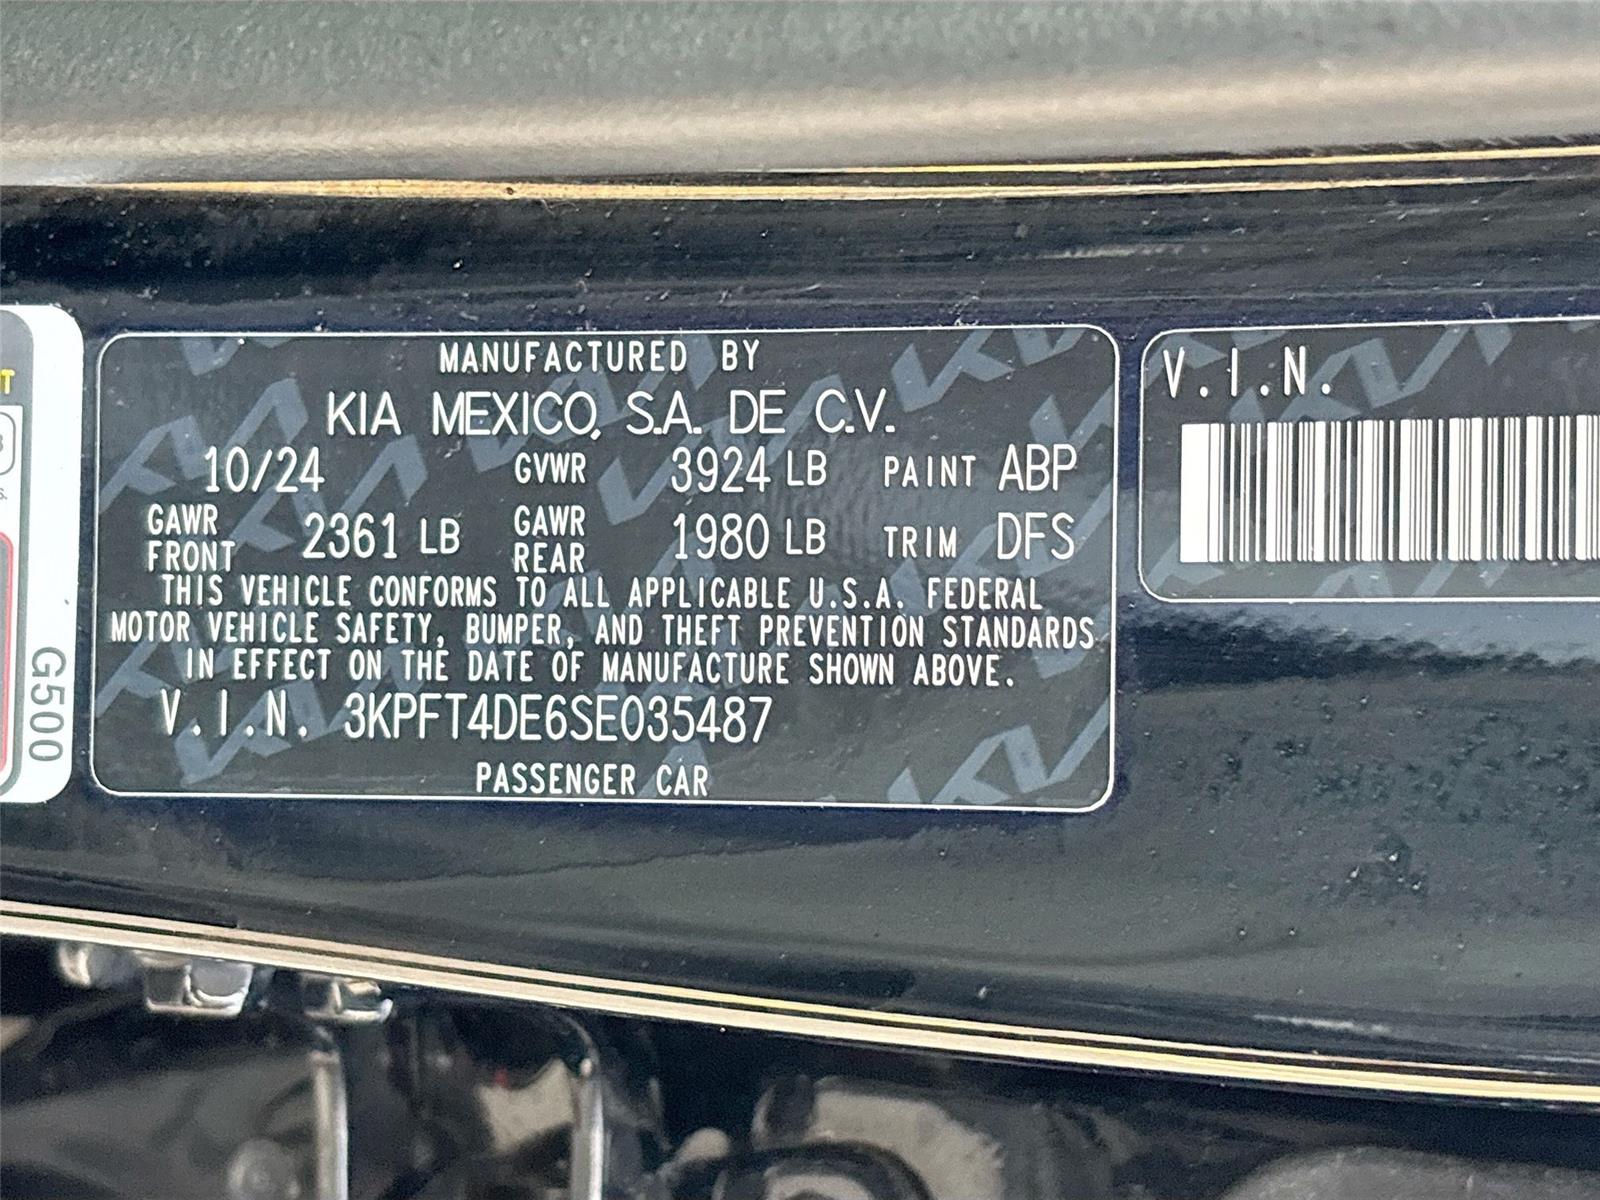 MANUFACTURED BY
KIA MEXICO, S.A. DE C.V.
10/24 GVWR 3924 LB PAINT ABP
GAWR FRONT 2361 LB GAWR REAR 1980 LB TRIM DFS
THIS VEHICLE CONFORMS TO ALL APPLICABLE U.S.A. FEDERAL
MOTOR VEHICLE SAFETY, BUMPER, AND THEFT PREVENTION STANDARDS
IN EFFECT ON THE DATE OF MANUFACTURE SHOWN ABOVE.
V.I.N. 3KPFT4DE6SE035487
PASSENGER CAR
V.I.N.
G500